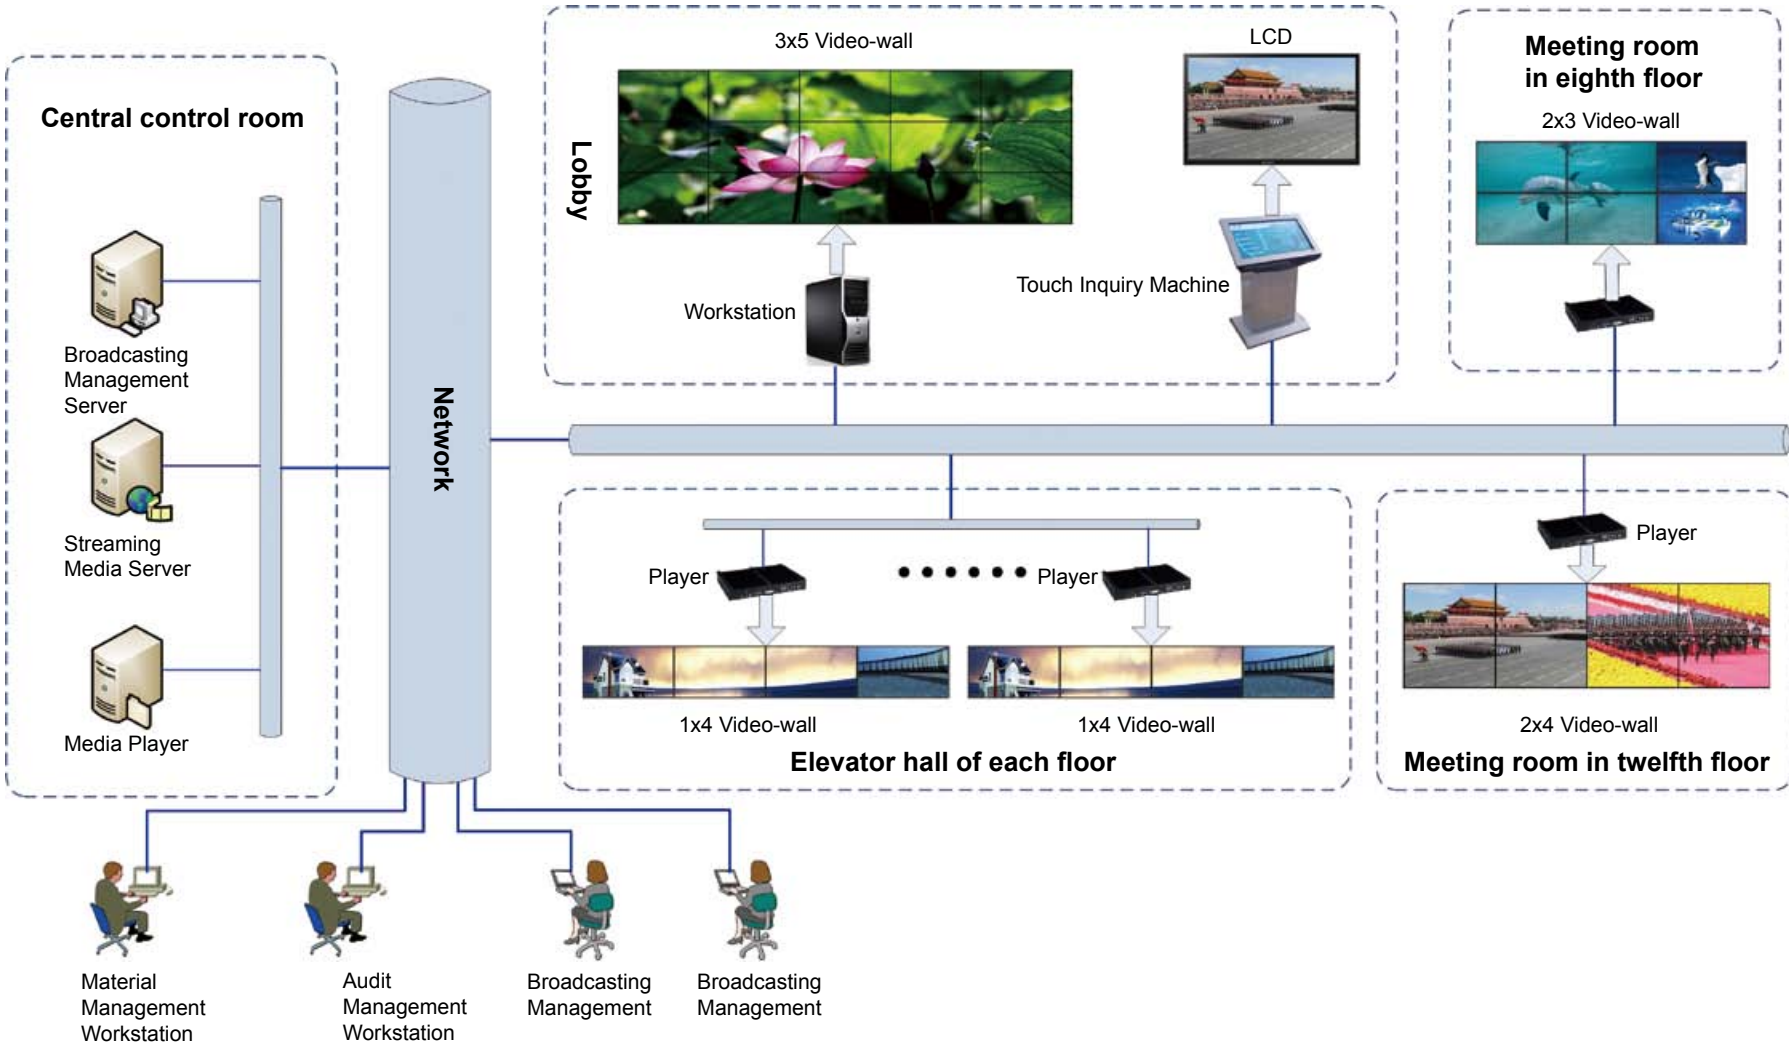 Central control room
Broadcasting
Management
Server
Streaming
Media Server
Media Player
Network
Lobby
3x5 Video-wall
Workstation
LCD
Touch Inquiry Machine
Meeting room
in eighth floor
2x3 Video-wall
Player
Player
1x4 Video-wall
1x4 Video-wall
Elevator hall of each floor
Player
2x4 Video-wall
Meeting room in twelfth floor
Material
Management
Workstation
Audit
Management
Workstation
Broadcasting
Management
Broadcasting
Management